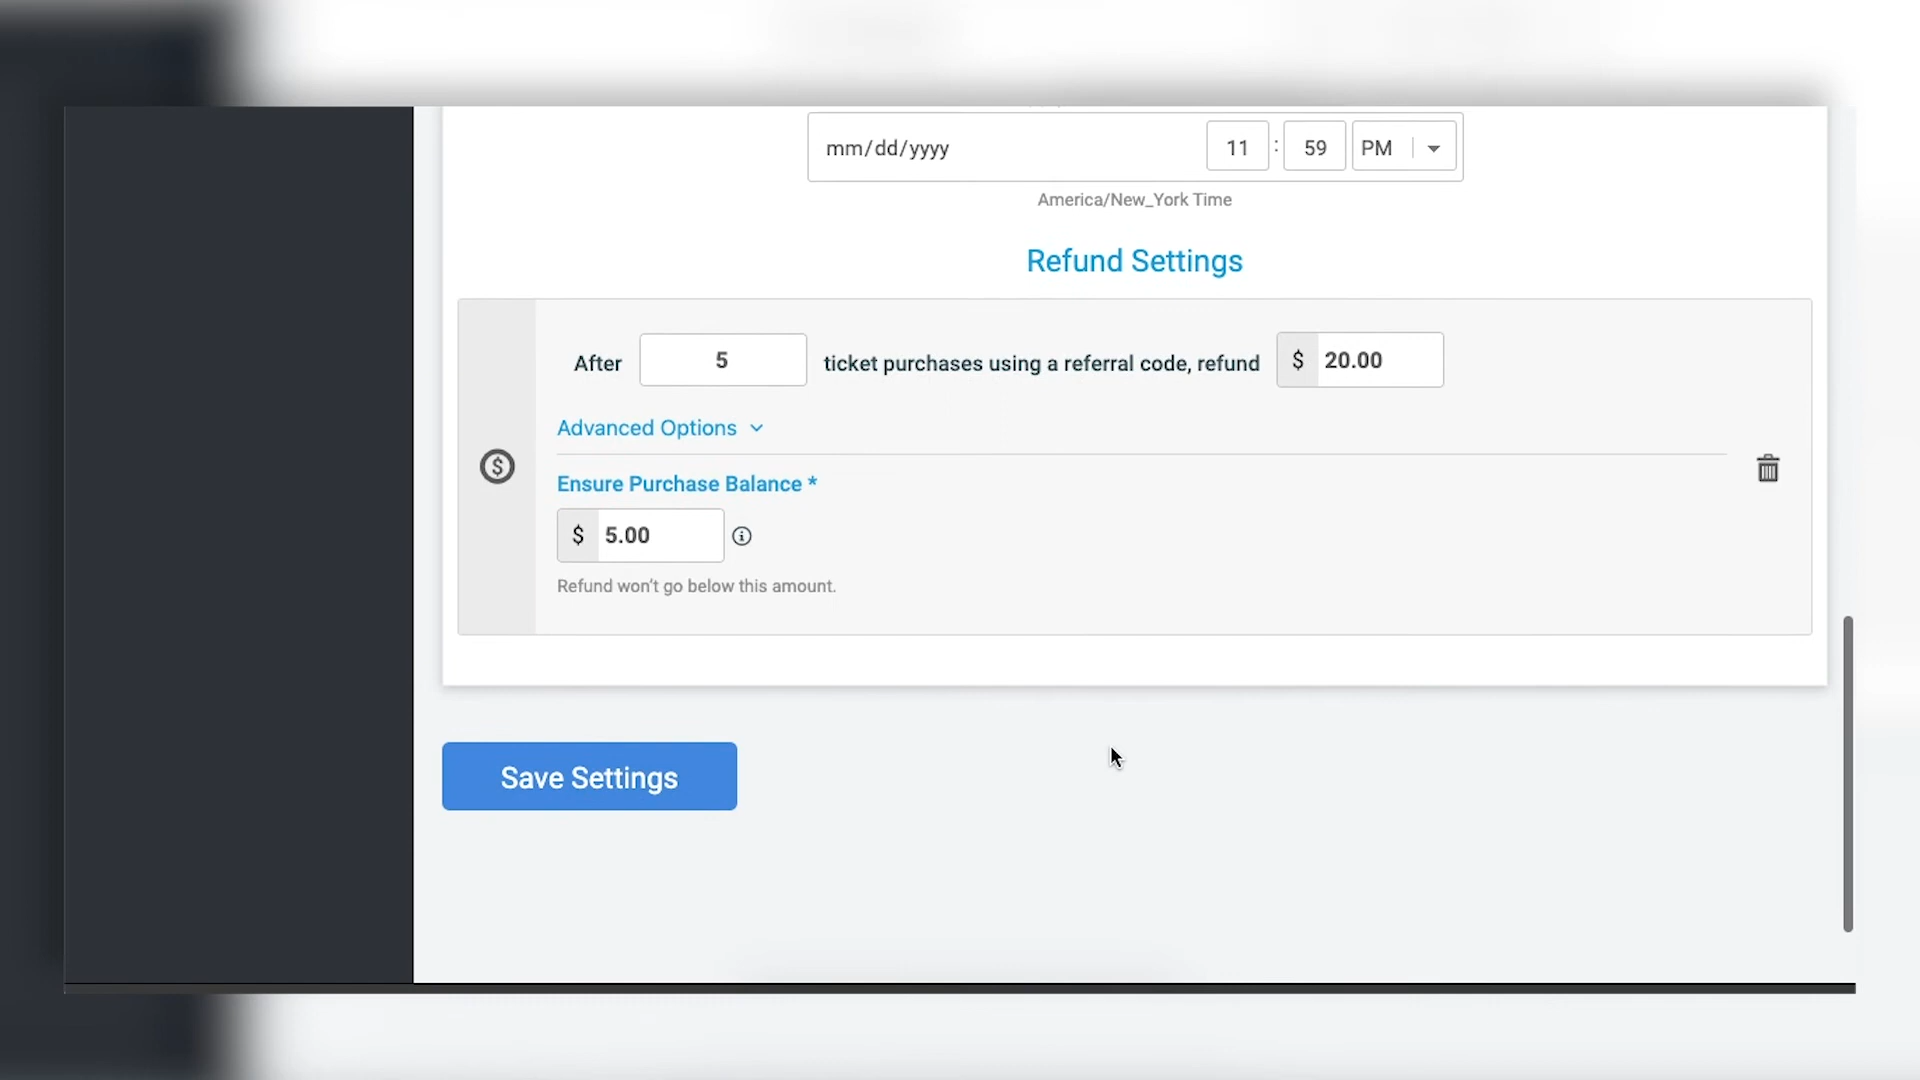 mm/dd/yyyy 11 : 59 PM
America/New_York Time
Refund Settings
After 5 ticket purchases using a referral code, refund $ 20.00
Advanced Options
Ensure Purchase Balance *
$ 5.00
Refund won't go below this amount.
Save Settings